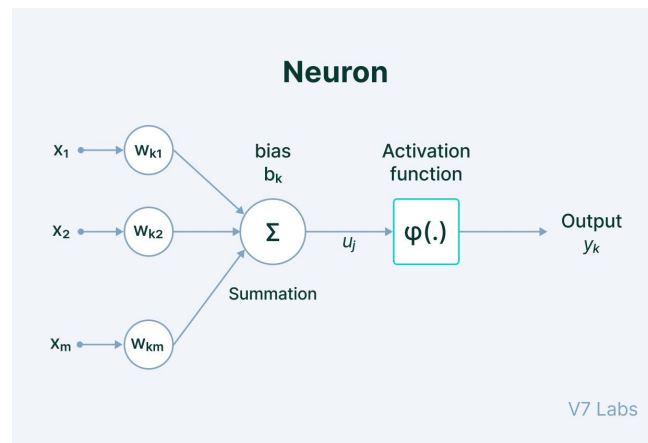 Neuron
x₁
wₖ₁
bias
bₖ
Activation
function
x₂
wₖ₂
Σ
uⱼ
φ(.)
Output
yₖ
Summation
xₘ
wₖₘ
V7 Labs